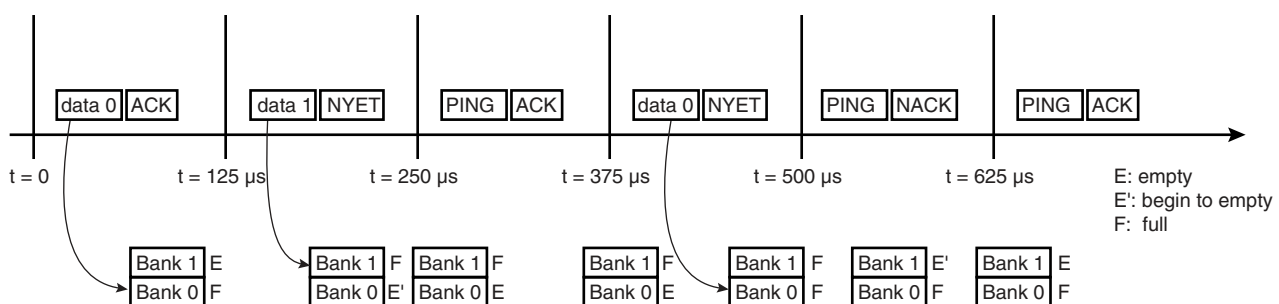 data 0 ACK data 1 NYET PING ACK data 0 NYET PING NACK PING ACK
t = 0 t = 125 μs t = 250 μs t = 375 μs t = 500 μs t = 625 μs E: empty
E': begin to empty
F: full
Bank 1 E Bank 1 F Bank 1 F Bank 1 F Bank 1 F Bank 1 E' Bank 1 E
Bank 0 F Bank 0 E' Bank 0 E Bank 0 E Bank 0 F Bank 0 F Bank 0 F